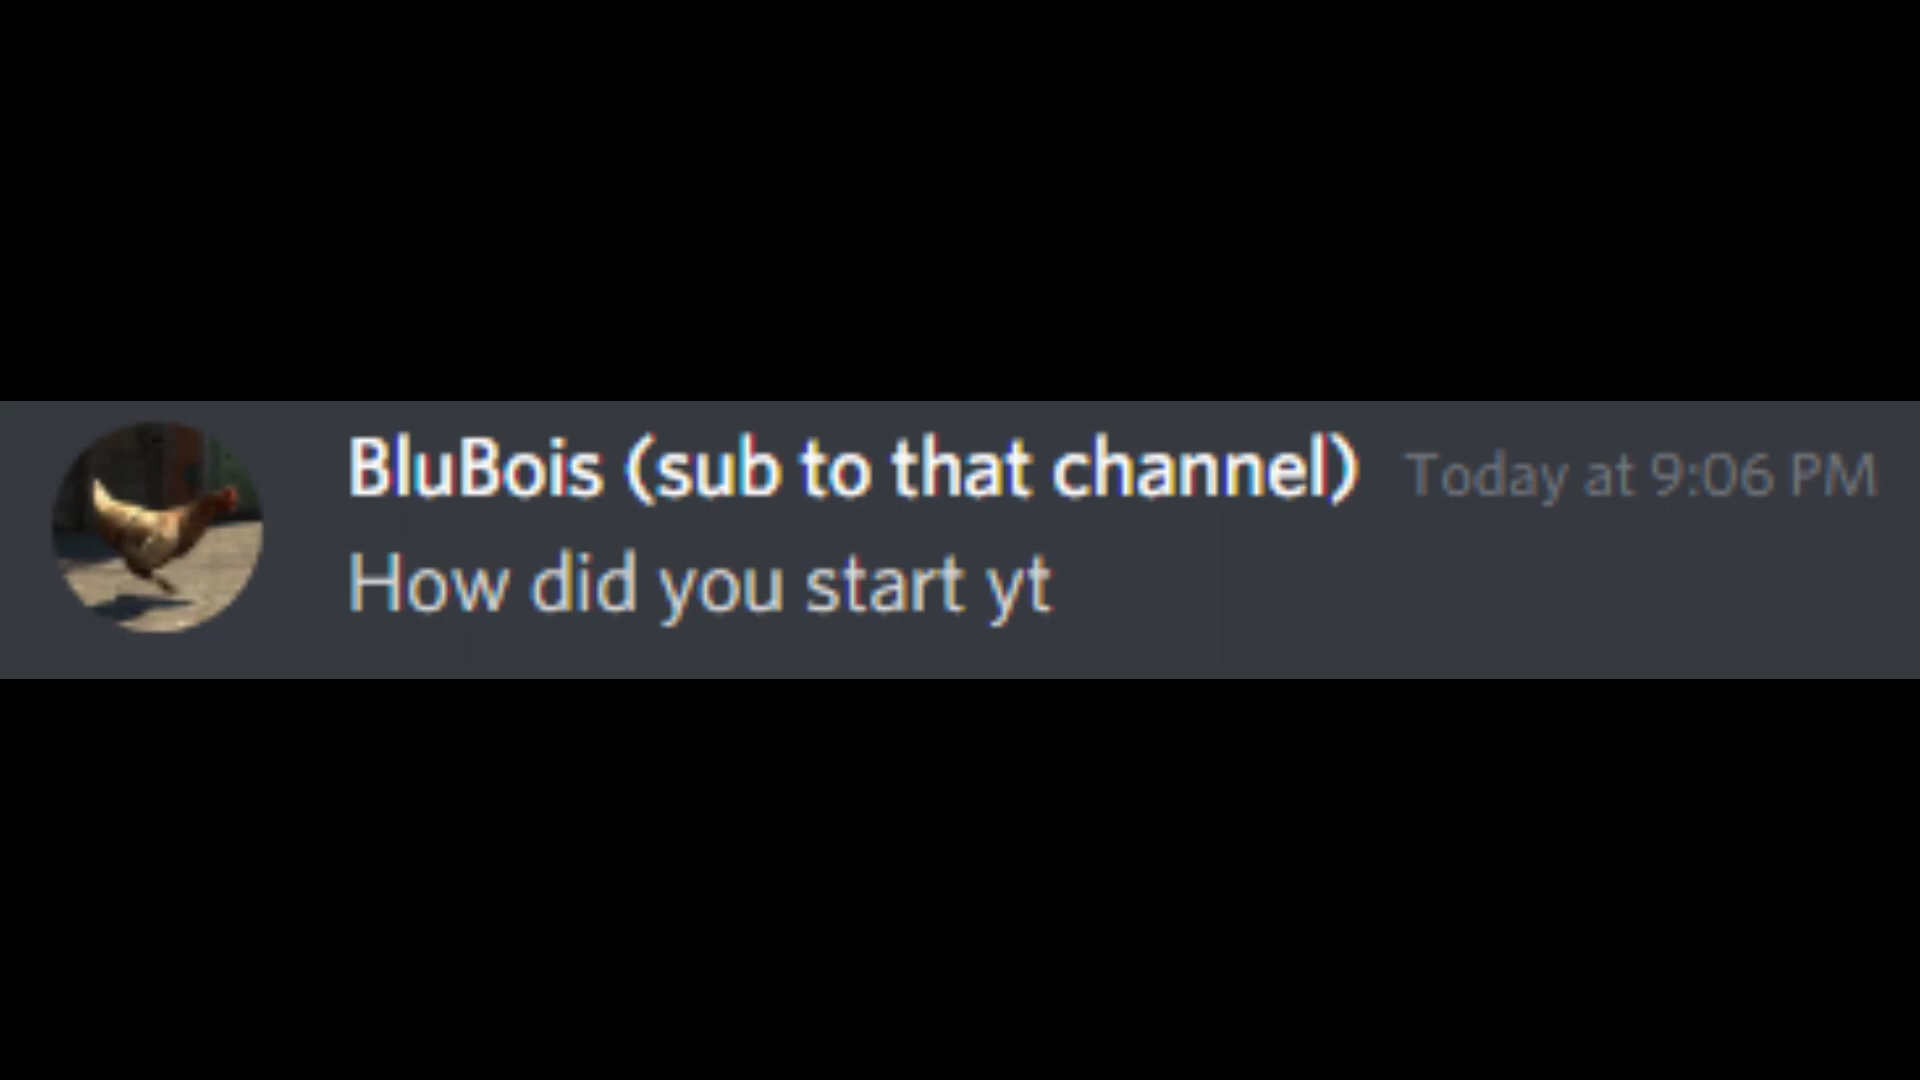 BluBois (sub to that channel) Today at 9:06 PM
How did you start yt